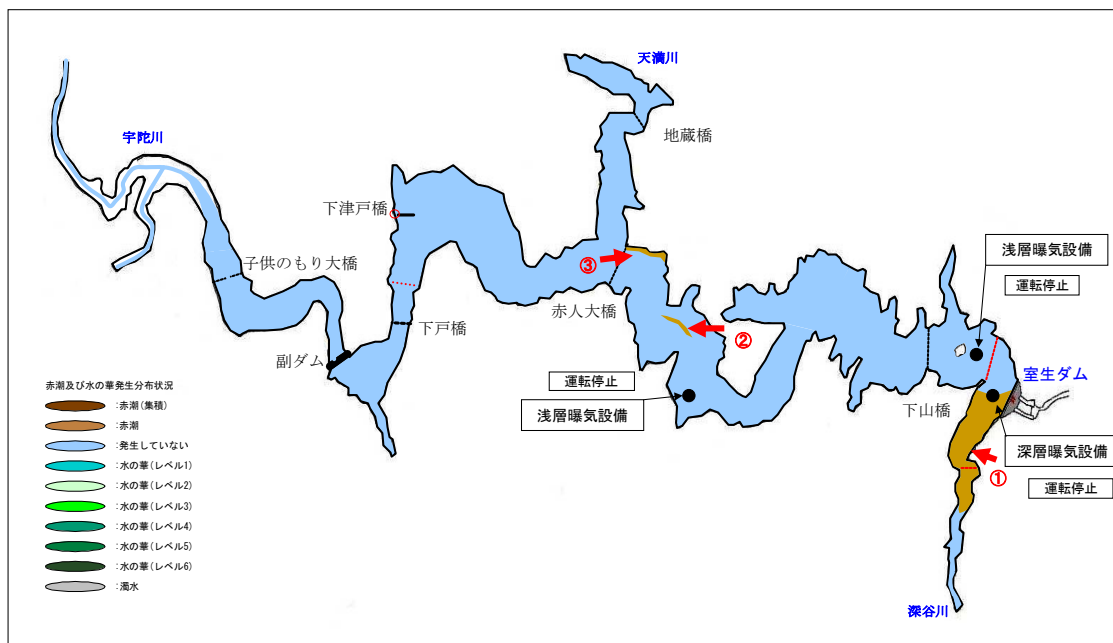 天満川
地蔵橋
宇陀川
下津戸橋
子供のもり大橋
③
赤人大橋
浅層曝気設備
運転停止
②
下戸橋
副ダム
室生ダム
運転停止
浅層曝気設備
下山橋
深層曝気設備
①
運転停止
深谷川
赤潮及び水の華発生分布状況
:赤潮(集積)
:赤潮
:発生していない
:水の華(レベル1)
:水の華(レベル2)
:水の華(レベル3)
:水の華(レベル4)
:水の華(レベル5)
:水の華(レベル6)
:濁水